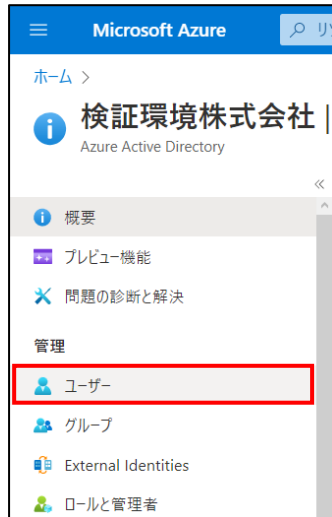 Microsoft Azure
リソ
ホーム >
検証環境株式会社 |
Azure Active Directory
«
概要
プレビュー機能
問題の診断と解決
管理
ユーザー
グループ
External Identities
ロールと管理者